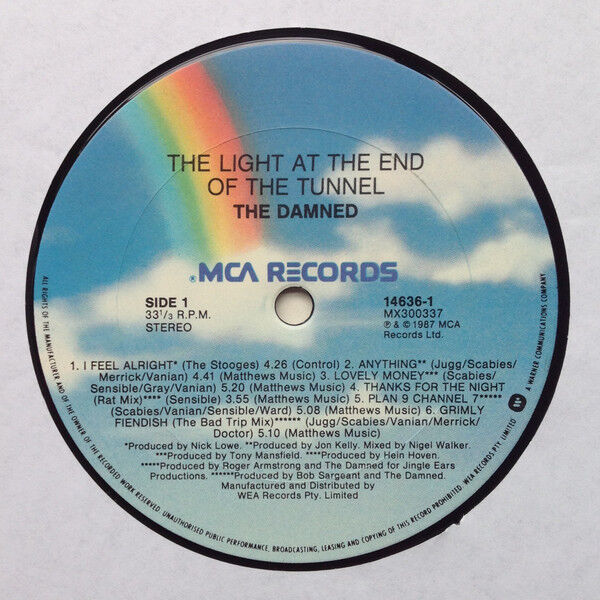 THE LIGHT AT THE END
OF THE TUNNEL
THE DAMNED
® MCA RECORDS
SIDE 1
33 1/3 R.P.M.
STEREO
14636-1
MX300337
℗ & © 1987 MCA
Records Ltd.
1. I FEEL ALRIGHT* (The Stooges) 4.26 (Control) 2. ANYTHING** (Jugg/Scabies/
Merrick/Vanian) 4.41 (Matthews Music) 3. LOVELY MONEY*** (Scabies/
Sensible/Gray/Vanian) 5.20 (Matthews Music) 4. THANKS FOR THE NIGHT
(Rat Mix)**** (Sensible) 3.55 (Matthews Music) 5. PLAN 9 CHANNEL 7*****
(Scabies/Vanian/Sensible/Ward) 5.08 (Matthews Music) 6. GRIMLY
FIENDISH (The Bad Trip Mix)****** (Jugg/Scabies/Vanian/Merrick/
Doctor) 5.10 (Matthews Music)
*Produced by Nick Lowe. **Produced by Jon Kelly. Mixed by Nigel Walker.
***Produced by Tony Mansfield. ****Produced by Hein Hoven.
*****Produced by Roger Armstrong and The Damned for Jingle Ears
Productions. ******Produced by Bob Sargeant and The Damned.
Manufactured and Distributed by
WEA Records Pty. Limited
ALL RIGHTS OF THE MANUFACTURER AND OF THE OWNER OF THE RECORDED WORK RESERVED. UNAUTHORISED PUBLIC PERFORMANCE, BROADCASTING, LEASING AND COPYING OF THIS RECORD PROHIBITED. WEA RECORDS PTY. LIMITED
A WARNER COMMUNICATIONS COMPANY